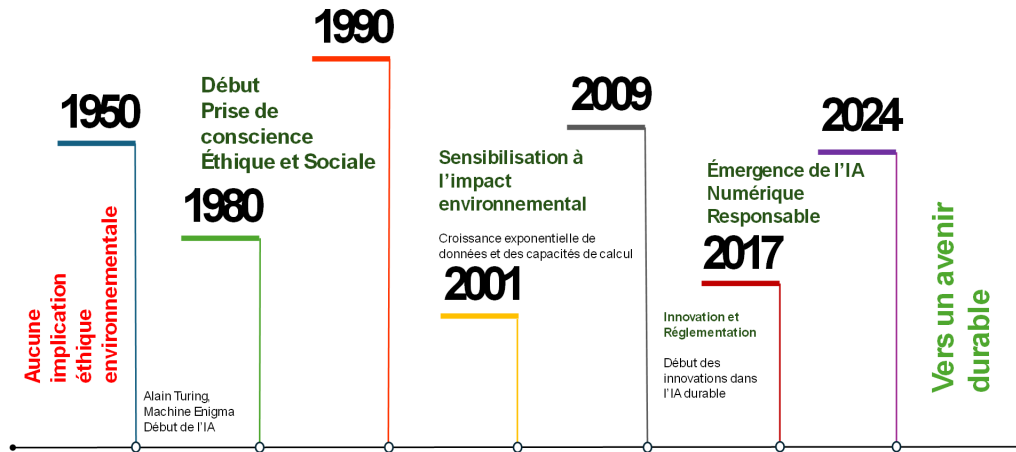 Aucune
implication
éthique
environnementale
1950
Alain Turing,
Machine Enigma
Début de l'IA
Début
Prise de
conscience
Éthique et Sociale
1980
1990
Sensibilisation à
l'impact
environnemental
Croissance exponentielle de
données et des capacités de calcul
2001
2009
Innovation et
Réglementation
Début des
innovations dans
l'IA durable
Émergence de l'IA
Numérique
Responsable
2017
2024
Vers un avenir
durable